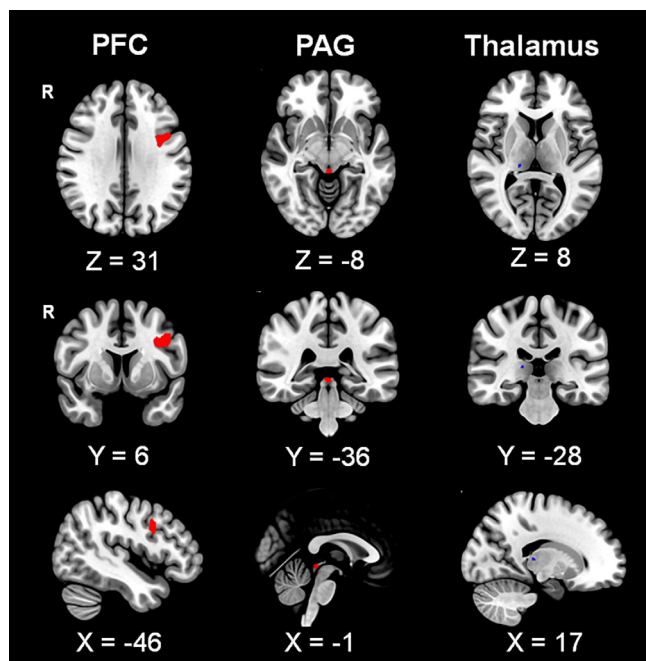 PFC PAG Thalamus
R
Z = 31 Z = -8 Z = 8
R
Y = 6 Y = -36 Y = -28
X = -46 X = -1 X = 17